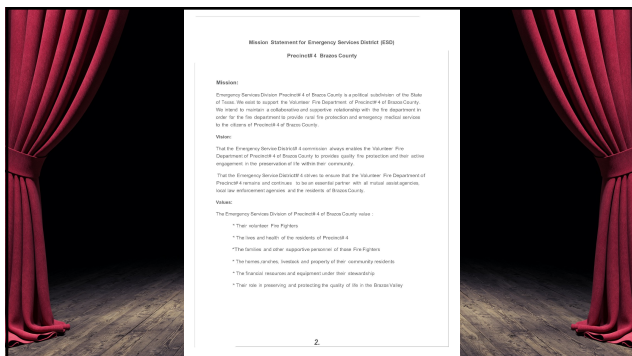 Mission Statement for Emergency Services District (ESD)
Precinct# 4 Brazos County
Mission:
Emergency Services Division Precinct# 4 of Brazos County is a political subdivision of the State
of Texas. We exist to support the Volunteer Fire Department of Precinct# 4 of Brazos County.
We intend to maintain a collaborative and supportive relationship with the fire department in
order for the fire department to provide rural fire protection and emergency medical services
to the citizens of Precinct# 4 of Brazos County.
Vision:
That the Emergency Service District# 4 commission always enables the Volunteer Fire
Department of Precinct# 4 of Brazos County to provides quality fire protection and their active
engagement in the preservation of life within their community.
That the Emergency Service District# 4 strives to ensure that the Volunteer Fire Department of
Precinct# 4 remains and continues to be an essential partner with all mutual assist agencies,
local law enforcement agencies and the residents of Brazos County.
Values:
The Emergency Services Division of Precinct# 4 of Brazos County value :
* Their volunteer Fire Fighters
* The lives and health of the residents of Precinct# 4
*The families and other supportive personnel of those Fire Fighters
* The homes,ranches, livestock and property of their community residents
* The financial resources and equipment under their stewardship
* Their role in preserving and protecting the quality of life in the Brazos Valley
2.